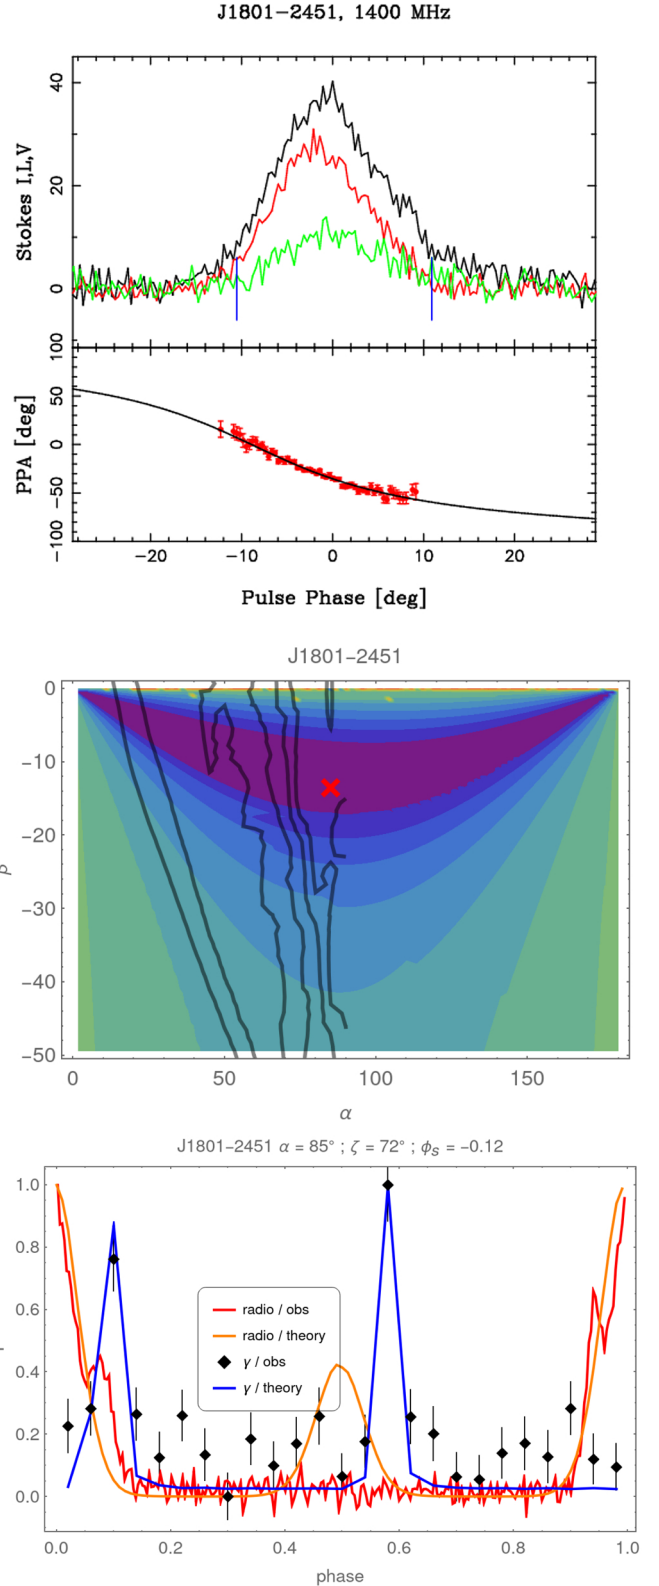 J1801−2451, 1400 MHz
Stokes I,L,V
40
20
0
PPA [deg]
100
50
0
−50
−100
−20
−10
0
10
20
Pulse Phase [deg]
J1801−2451
0
−10
−20
−30
−40
−50
0
50
100
150
α
J1801−2451 α = 85° ; ζ = 72° ; ϕs = −0.12
1.0
0.8
0.6
0.4
0.2
0.0
radio / obs
radio / theory
γ / obs
γ / theory
0.0
0.2
0.4
0.6
0.8
1.0
phase